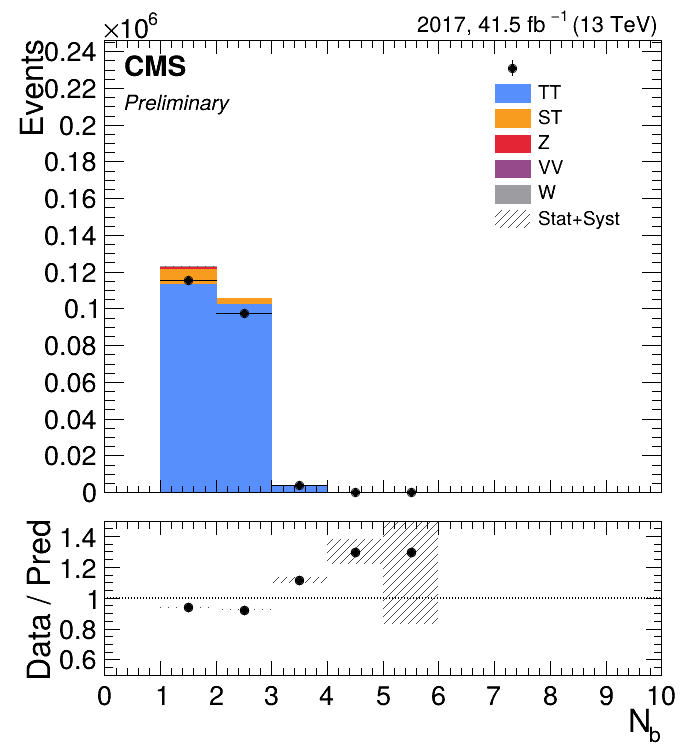 ×10⁶
2017, 41.5 fb⁻¹ (13 TeV)
Events
CMS
Preliminary
TT
ST
Z
VV
W
Stat+Syst
0.24
0.22
0.2
0.18
0.16
0.14
0.12
0.1
0.08
0.06
0.04
0.02
0
Data / Pred
1.4
1.2
1
0.8
0.6
0 1 2 3 4 5 6 7 8 9 10
N_b